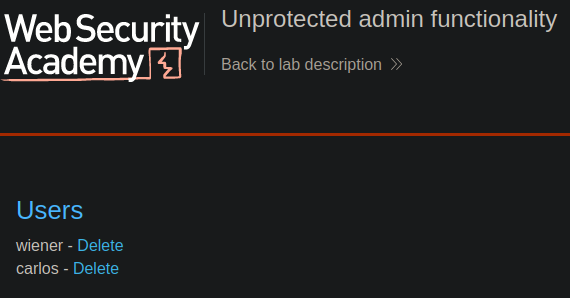 Web Security
Academy
Unprotected admin functionality
Back to lab description
Users
wiener - Delete
carlos - Delete